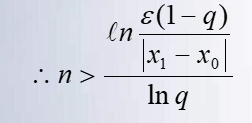 ∴ n > ℓn ε(1 − q) / |x₁ − x₀| / ln q